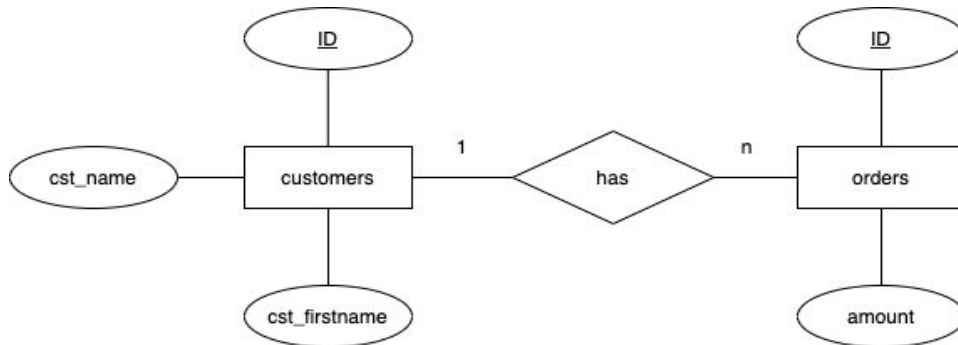 ID
ID
1
n
cst_name
customers
has
orders
cst_firstname
amount